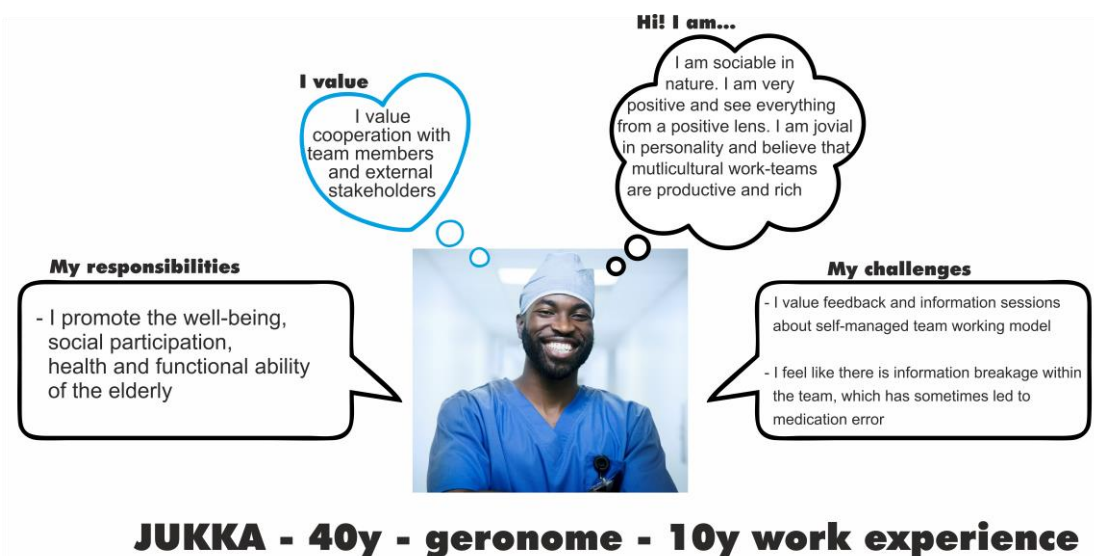 Hi! I am...
I am sociable in
nature. I am very
positive and see everything
from a positive lens. I am jovial
in personality and believe that
mutlicultural work-teams
are productive and rich
I value
I value
cooperation with
team members
and external
stakeholders
My responsibilities
- I promote the well-being,
social participation,
health and functional ability
of the elderly
My challenges
- I value feedback and information sessions
about self-managed team working model
- I feel like there is information breakage within
the team, which has sometimes led to
medication error
JUKKA - 40y - geronome - 10y work experience